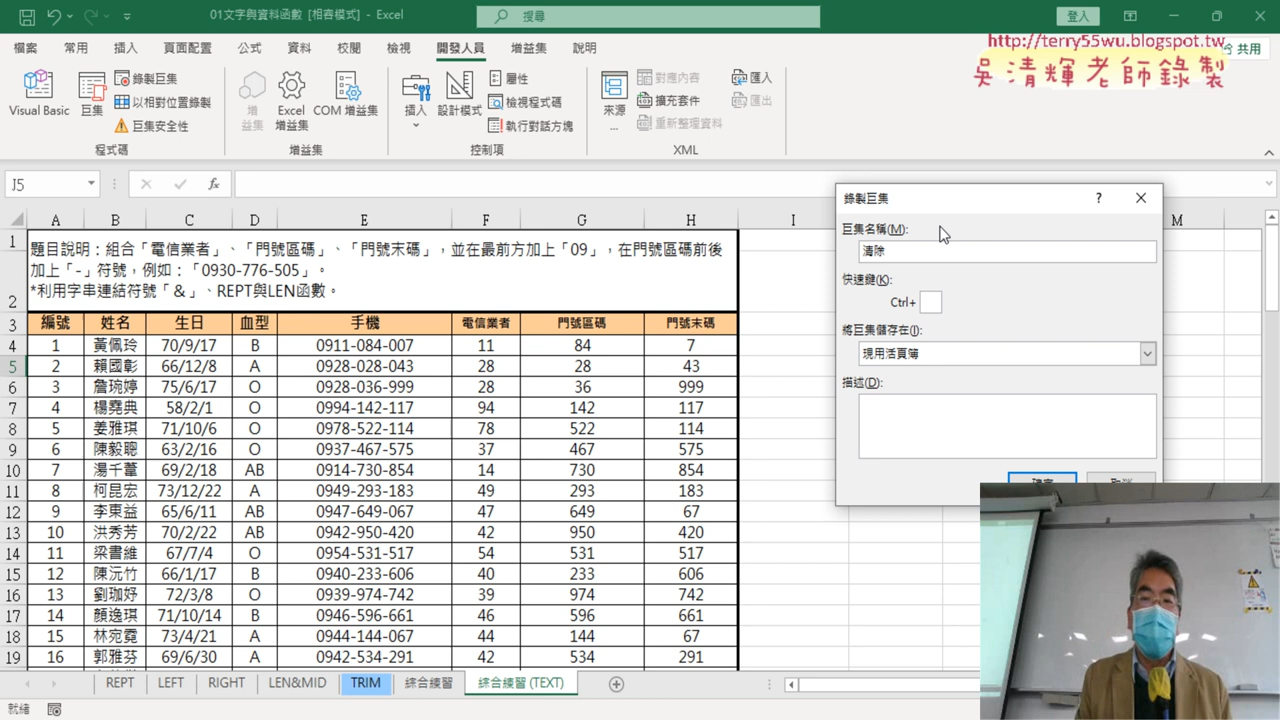 01文字與資料函數 [相容模式] - Excel
搜尋
登入
http://terry55wu.blogspot.tw
吳清輝老師錄製
檔案 常用 插入 頁面配置 公式 資料 校閱 檢視 開發人員 增益集 說明
共用
Visual Basic
巨集
錄製巨集
以相對位置錄製
巨集安全性
程式碼
增益集
Excel 增益集
COM 增益集
增益集
插入
設計模式
屬性
檢視程式碼
執行對話方塊
控制項
來源
...
對應內容
擴充套件
重新整理資料
匯入
匯出
XML
J5
fx
A B C D E F G H I M
1
2
題目說明：組合「電信業者」、「門號區碼」、「門號末碼」，並在最前方加上「09」，在門號區碼前後
加上「-」符號，例如：「0930-776-505」。
*利用字串連結符號「&」、REPT與LEN函數。
3 編號 姓名 生日 血型 手機 電信業者 門號區碼 門號末碼
4 1 黃佩玲 70/9/17 B 0911-084-007 11 84 7
5 2 賴國彰 66/12/8 A 0928-028-043 28 28 43
6 3 詹琬婷 75/6/17 O 0928-036-999 28 36 999
7 4 楊堯典 58/2/1 O 0994-142-117 94 142 117
8 5 姜雅琪 71/10/6 O 0978-522-114 78 522 114
9 6 陳毅聰 63/2/16 O 0937-467-575 37 467 575
10 7 湯千葦 69/2/18 AB 0914-730-854 14 730 854
11 8 柯昆宏 73/12/22 A 0949-293-183 49 293 183
12 9 李東益 65/6/11 AB 0947-649-067 47 649 67
13 10 洪秀芳 70/2/22 AB 0942-950-420 42 950 420
14 11 梁書維 67/7/4 O 0954-531-517 54 531 517
15 12 陳沅竹 66/1/17 B 0940-233-606 40 233 606
16 13 劉珈妤 72/3/8 O 0939-974-742 39 974 742
17 14 顏逸琪 71/10/14 B 0946-596-661 46 596 661
18 15 林宛霓 73/4/21 A 0944-144-067 44 144 67
19 16 郭雅芬 69/6/30 A 0942-534-291 42 534 291
錄製巨集
?
巨集名稱(M):
清除
快速鍵(K):
Ctrl+
將巨集儲存在(I):
現用活頁簿
描述(D):
REPT LEFT RIGHT LEN&MID TRIM 綜合練習 綜合練習 (TEXT)
就緒